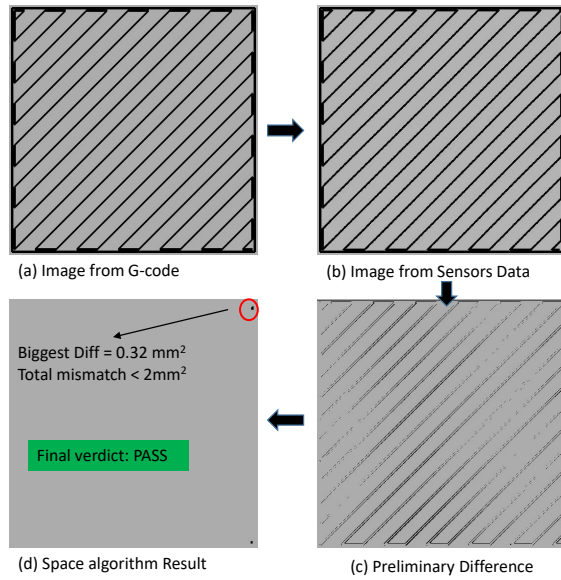 (a) Image from G-code
(b) Image from Sensors Data
Biggest Diff = 0.32 mm²
Total mismatch < 2mm²
Final verdict: PASS
(d) Space algorithm Result
(c) Preliminary Difference